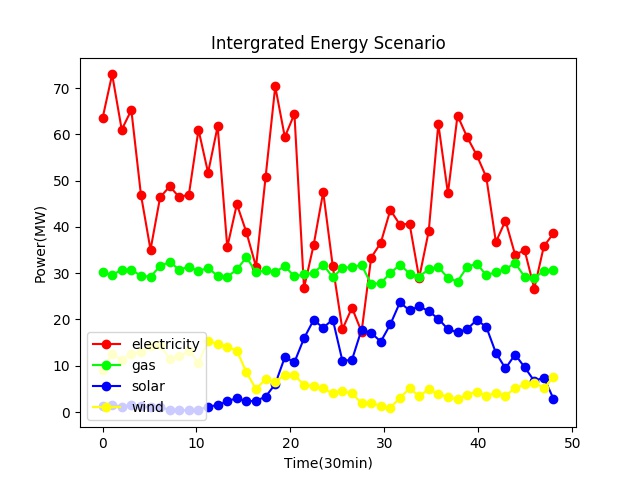 Intergrated Energy Scenario
Power(MW)
70
60
50
40
30
20
10
0
electricity
gas
solar
wind
0 10 20 30 40 50
Time(30min)